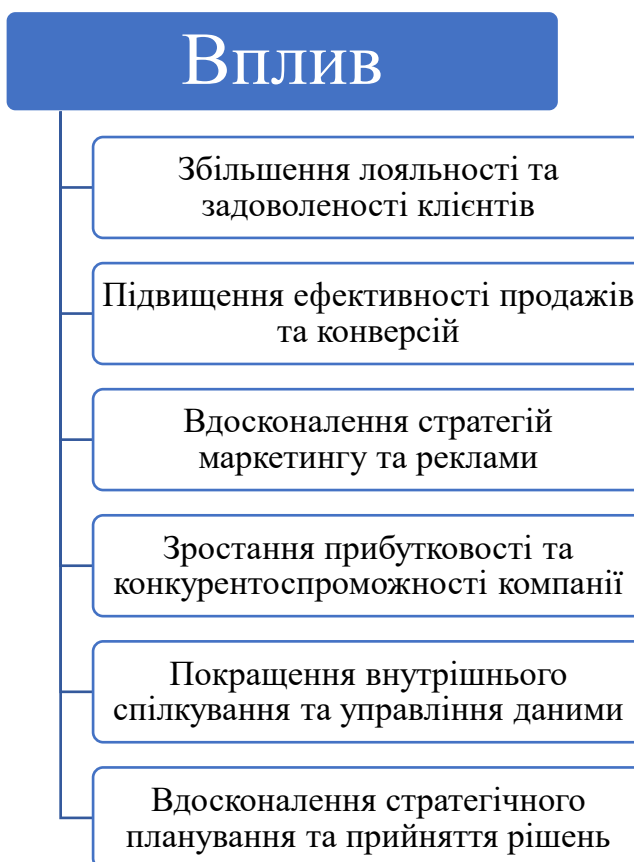 Вплив
Збільшення лояльності та
задоволеності клієнтів
Підвищення ефективності продажів
та конверсій
Вдосконалення стратегій
маркетингу та реклами
Зростання прибутковості та
конкурентоспроможності компанії
Покращення внутрішнього
спілкування та управління даними
Вдосконалення стратегічного
планування та прийняття рішень